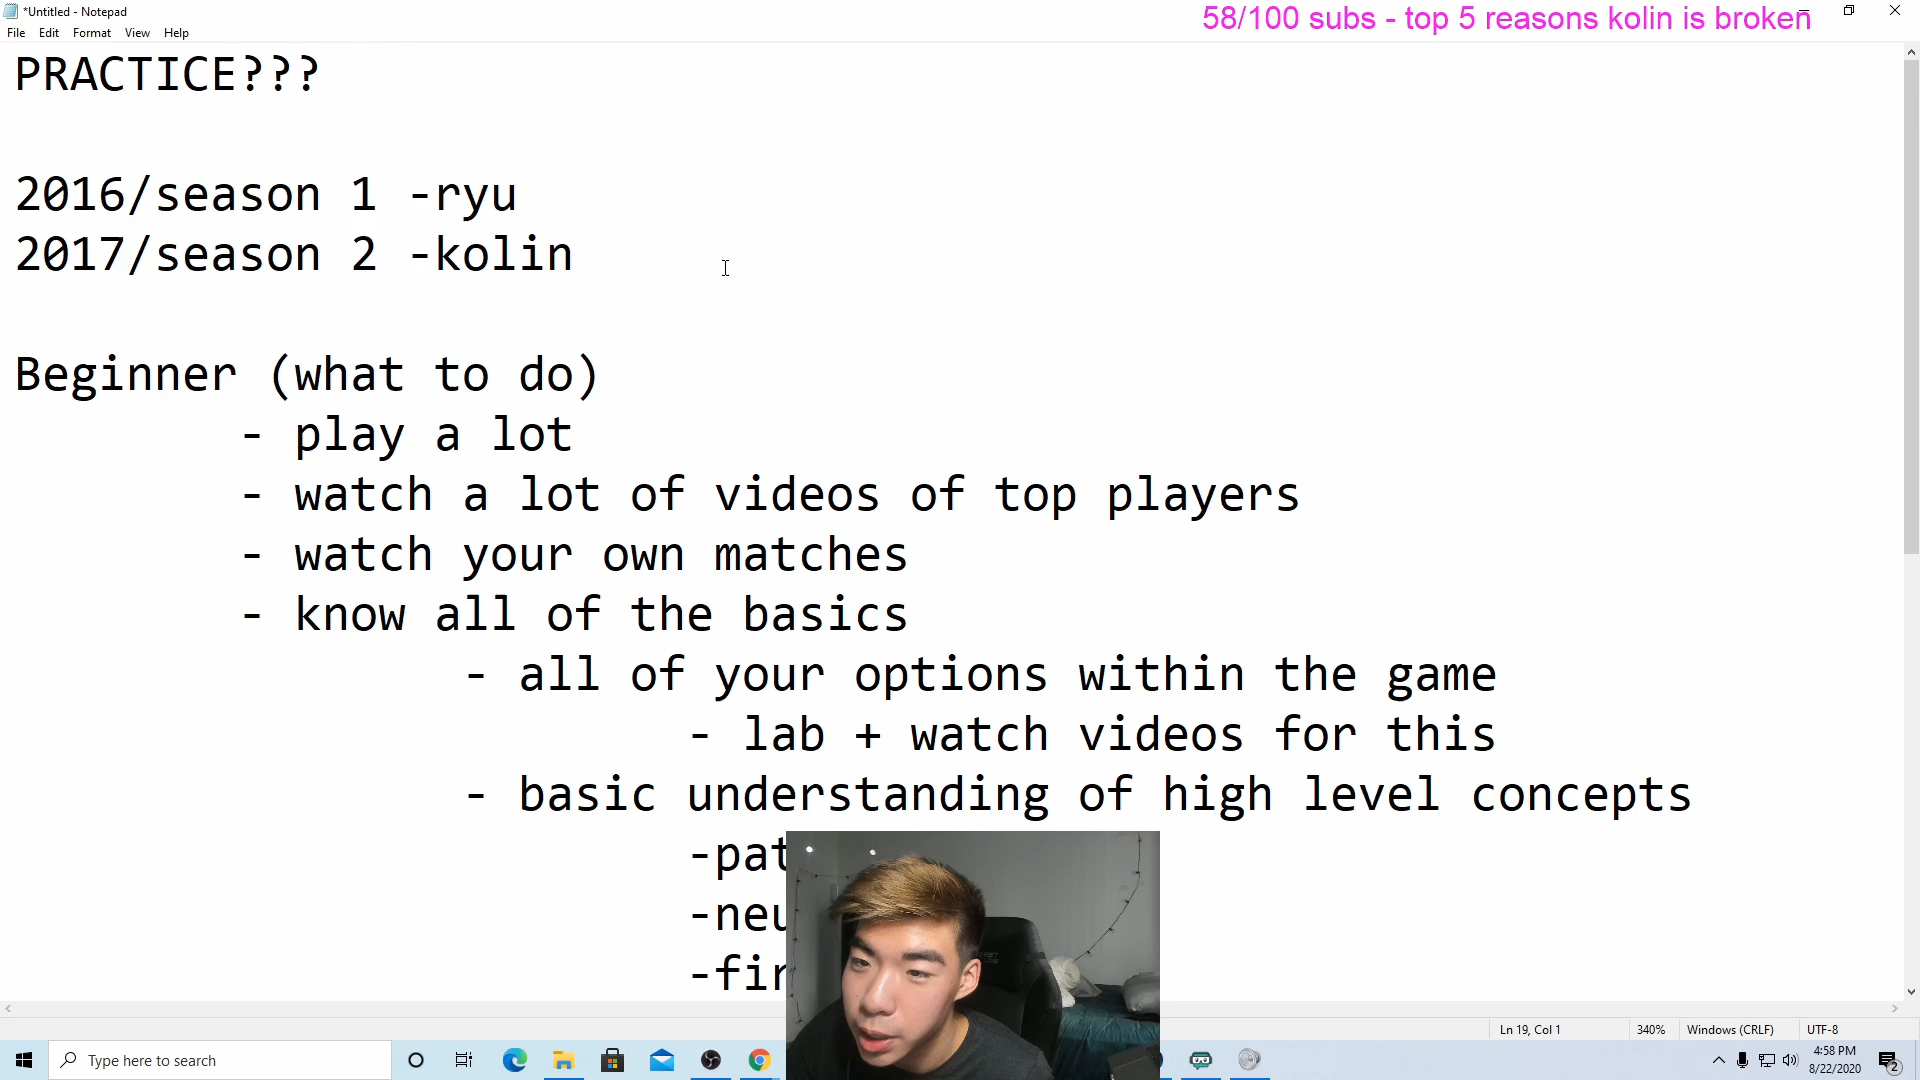 *Untitled - Notepad
58/100 subs - top 5 reasons kolin is broken
File Edit Format View Help
PRACTICE???
2016/season 1 -ryu
2017/season 2 -kolin
Beginner (what to do)
- play a lot
- watch a lot of videos of top players
- watch your own matches
- know all of the basics
- all of your options within the game
- lab + watch videos for this
- basic understanding of high level concepts
Ln 19, Col 1
340%
Windows (CRLF)
UTF-8
Type here to search
4:58 PM
8/22/2020
2